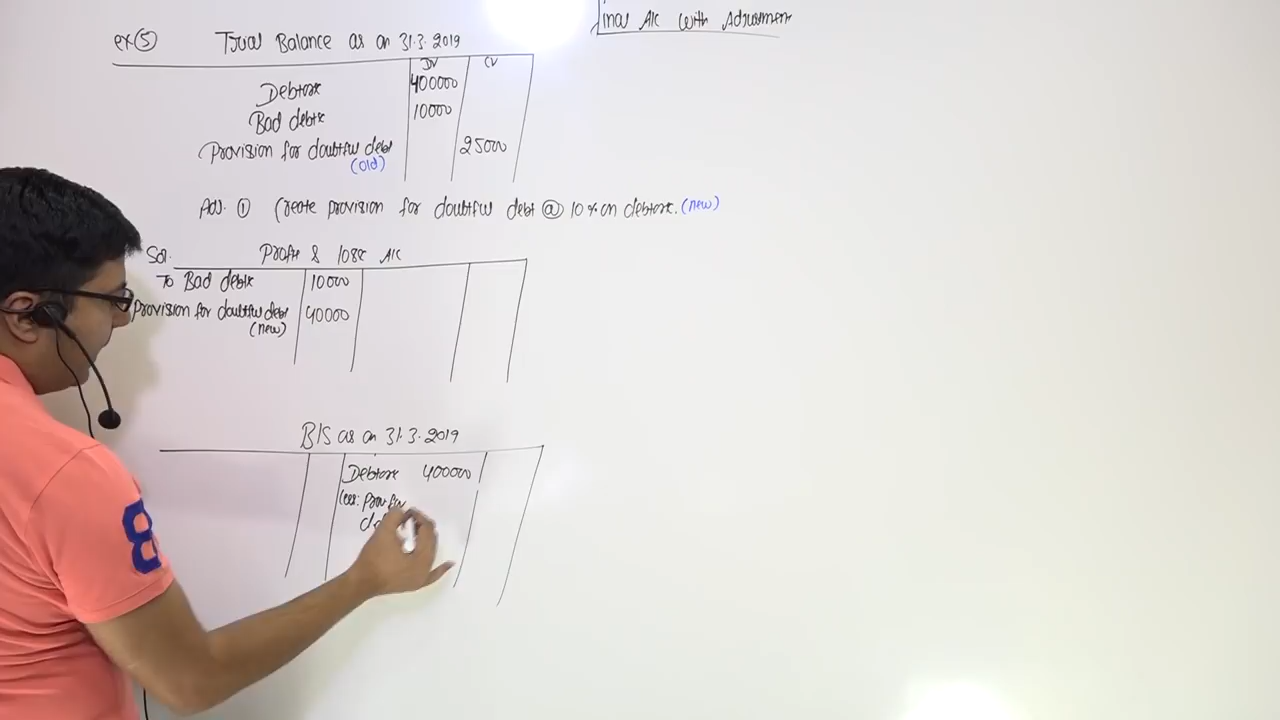 Final A/c with Adjustment
ex ⑤ Trial Balance as on 31.3.2019
Dr Cr
Debtors 400000
Bad debts 10000
Provision for doubtful debt 25000
(old)
Adj. ① Create provision for doubtful debt @ 10% on debtors. (new)
Sol. Profit & loss A/c
To Bad debts 10000
Provision for doubtful debt 40000
(new)
B/S as on 31.3.2019
Debtors 400000
Less: Prov for
8